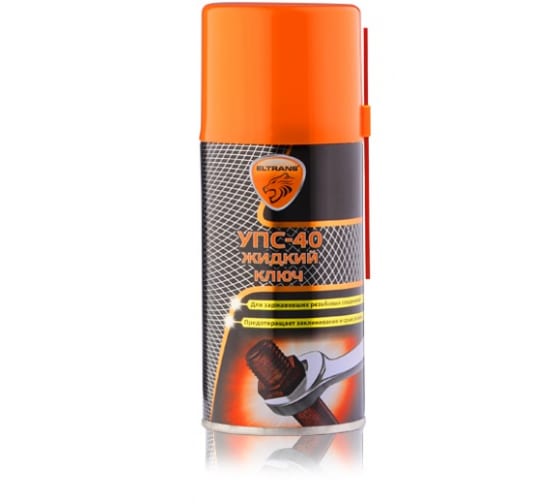 ELTRANS
УПС-40
ЖИДКИЙ
КЛЮЧ
Для заржавевших резьбовых соединений
Предотвращает заклинивание и